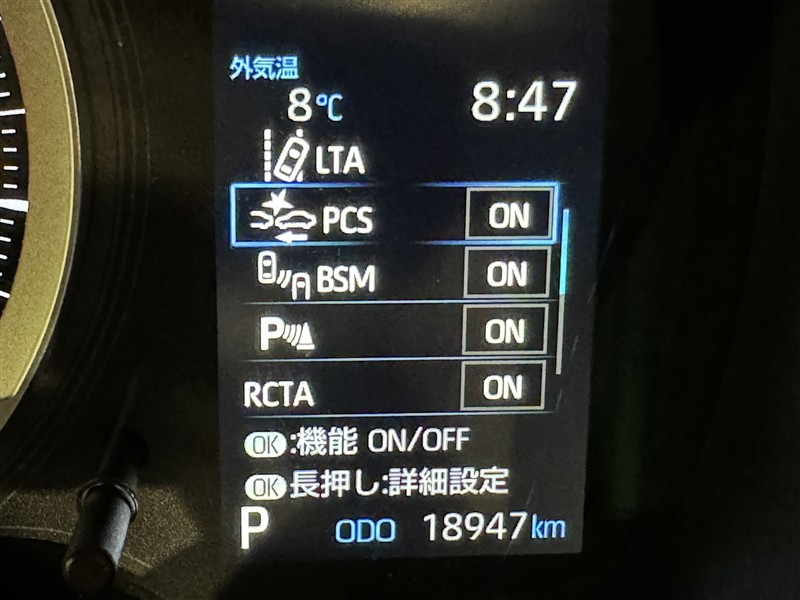 外気温
8℃ 8:47
LTA
PCS ON
BSM ON
P ON
RCTA ON
OK:機能 ON/OFF
OK長押し:詳細設定
P ODO 18947km